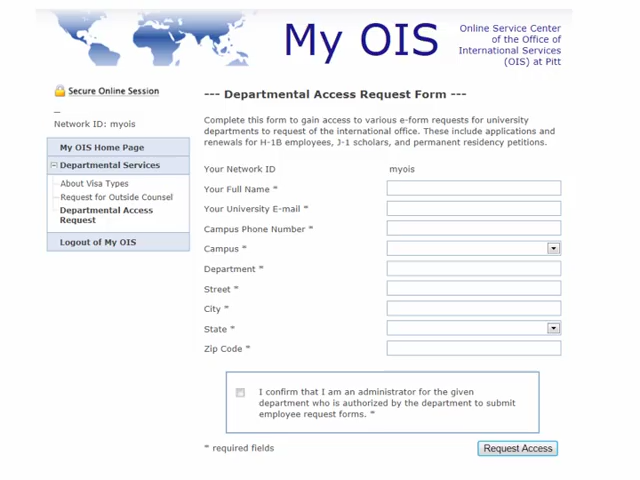 My OIS
Online Service Center
of the Office of
International Services
(OIS) at Pitt
Secure Online Session
Network ID: myois
My OIS Home Page
Departmental Services
About Visa Types
Request for Outside Counsel
Departmental Access
Request
Logout of My OIS
--- Departmental Access Request Form ---
Complete this form to gain access to various e-form requests for university
departments to request of the international office. These include applications and
renewals for H-1B employees, J-1 scholars, and permanent residency petitions.
Your Network ID myois
Your Full Name *
Your University E-mail *
Campus Phone Number *
Campus *
Department *
Street *
City *
State *
Zip Code *
I confirm that I am an administrator for the given
department who is authorized by the department to submit
employee request forms. *
* required fields
Request Access